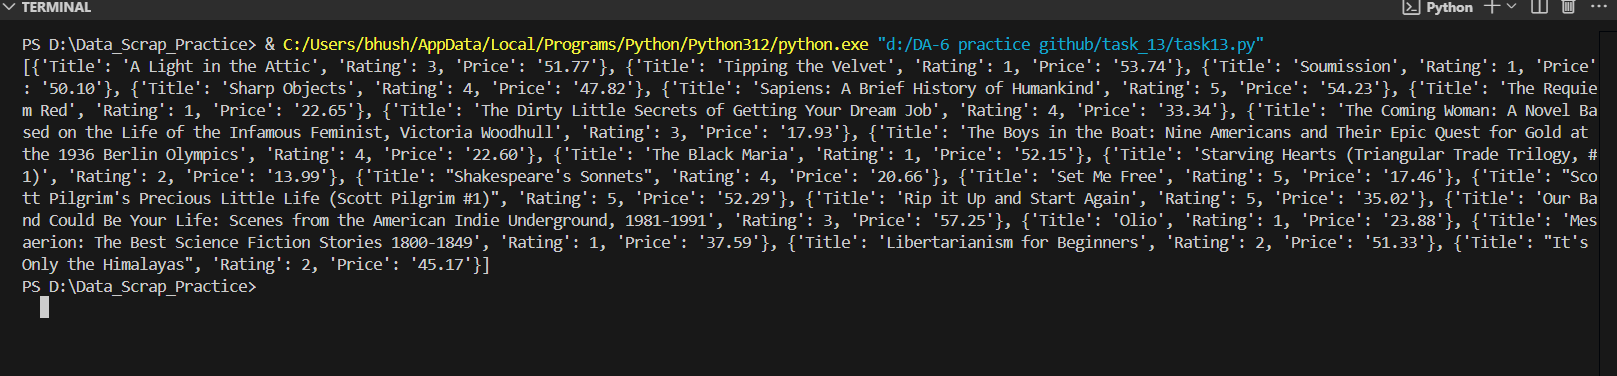 TERMINAL
Python
PS D:\Data_Scrap_Practice> & C:/Users/bhush/AppData/Local/Programs/Python/Python312/python.exe "d:/DA-6 practice github/task_13/task13.py"
[{'Title': 'A Light in the Attic', 'Rating': 3, 'Price': '51.77'}, {'Title': 'Tipping the Velvet', 'Rating': 1, 'Price': '53.74'}, {'Title': 'Soumission', 'Rating': 1, 'Price'
: '50.10'}, {'Title': 'Sharp Objects', 'Rating': 4, 'Price': '47.82'}, {'Title': 'Sapiens: A Brief History of Humankind', 'Rating': 5, 'Price': '54.23'}, {'Title': 'The Requie
m Red', 'Rating': 1, 'Price': '22.65'}, {'Title': 'The Dirty Little Secrets of Getting Your Dream Job', 'Rating': 4, 'Price': '33.34'}, {'Title': 'The Coming Woman: A Novel Ba
sed on the Life of the Infamous Feminist, Victoria Woodhull', 'Rating': 3, 'Price': '17.93'}, {'Title': 'The Boys in the Boat: Nine Americans and Their Epic Quest for Gold at
the 1936 Berlin Olympics', 'Rating': 4, 'Price': '22.60'}, {'Title': 'The Black Maria', 'Rating': 1, 'Price': '52.15'}, {'Title': 'Starving Hearts (Triangular Trade Trilogy, #
1)', 'Rating': 2, 'Price': '13.99'}, {'Title': "Shakespeare's Sonnets", 'Rating': 4, 'Price': '20.66'}, {'Title': 'Set Me Free', 'Rating': 5, 'Price': '17.46'}, {'Title': "Sco
tt Pilgrim's Precious Little Life (Scott Pilgrim #1)", 'Rating': 5, 'Price': '52.29'}, {'Title': 'Rip it Up and Start Again', 'Rating': 5, 'Price': '35.02'}, {'Title': 'Our Ba
nd Could Be Your Life: Scenes from the American Indie Underground, 1981-1991', 'Rating': 3, 'Price': '57.25'}, {'Title': 'Olio', 'Rating': 1, 'Price': '23.88'}, {'Title': 'Mes
aerion: The Best Science Fiction Stories 1800-1849', 'Rating': 1, 'Price': '37.59'}, {'Title': 'Libertarianism for Beginners', 'Rating': 2, 'Price': '51.33'}, {'Title': "It's
Only the Himalayas", 'Rating': 2, 'Price': '45.17'}]
PS D:\Data_Scrap_Practice>